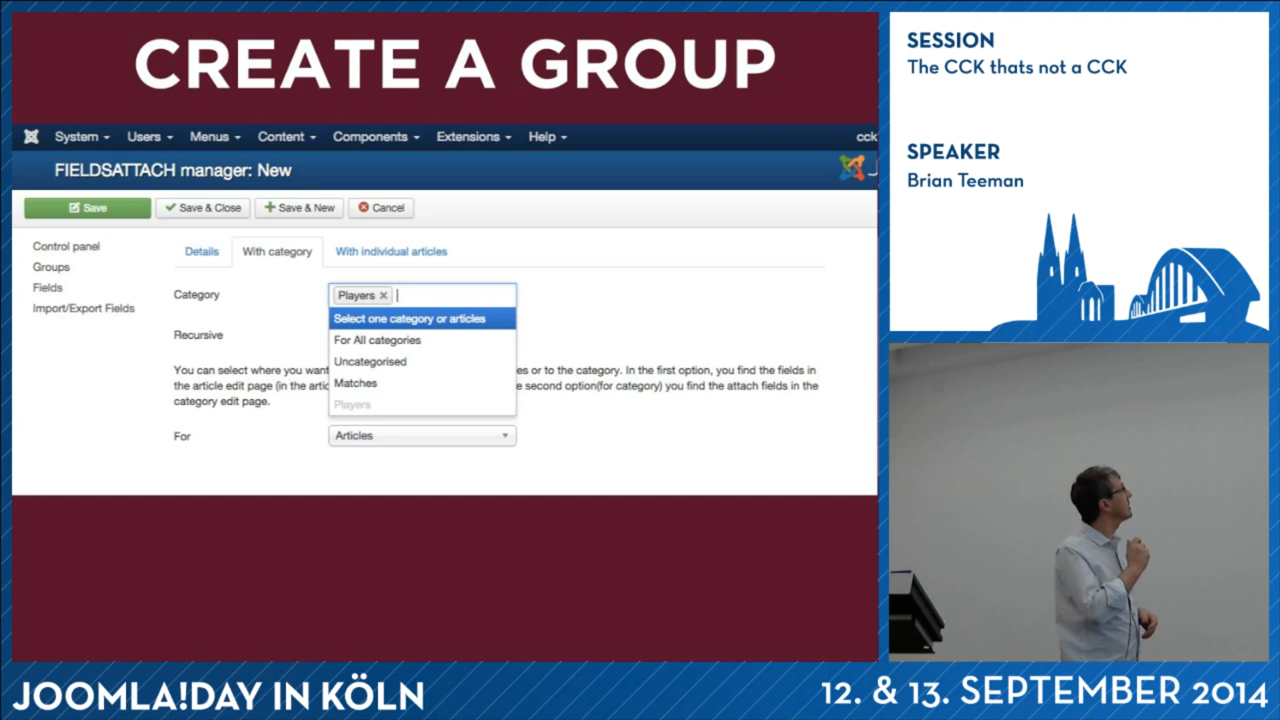 CREATE A GROUP
System Users Menus Content Components Extensions Help cck
FIELDSATTACH manager: New
Save Save & Close Save & New Cancel
Control panel
Groups
Fields
Import/Export Fields
Details With category With individual articles
Category Players
Select one category or articles
For All categories
Uncategorised
Matches
Players
Recursive
You can select where you want es or to the category. In the first option, you find the fields in
the article edit page (in the artic e second option(for category) you find the attach fields in the
category edit page.
For Articles
SESSION
The CCK thats not a CCK
SPEAKER
Brian Teeman
JOOMLA!DAY IN KÖLN
12. & 13. SEPTEMBER 2014